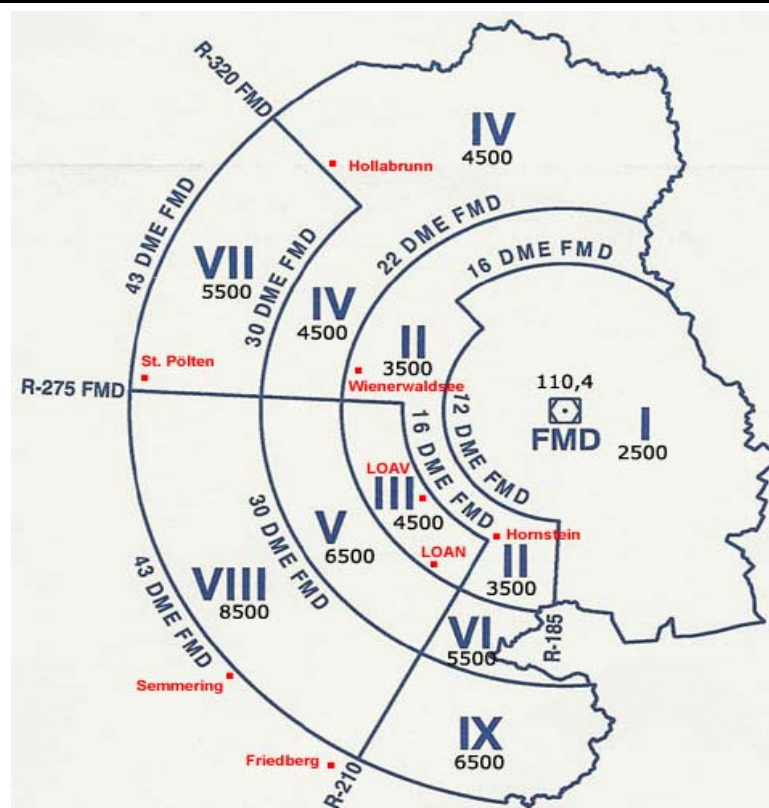 R-320 FMD
IV
4500
Hollabrunn
43 DME FMD
VII
5500
30 DME FMD
22 DME FMD
16 DME FMD
IV
4500
II
3500
St. Pölten
Wienerwaldsee
R-275 FMD
110,4
FMD
I
2500
12 DME FMD
16 DME FMD
LOAV
III
4500
Hornstein
LOAN
II
3500
V
6500
30 DME FMD
VIII
8500
43 DME FMD
VI
5500
R-185
Semmering
IX
6500
Friedberg
R-210